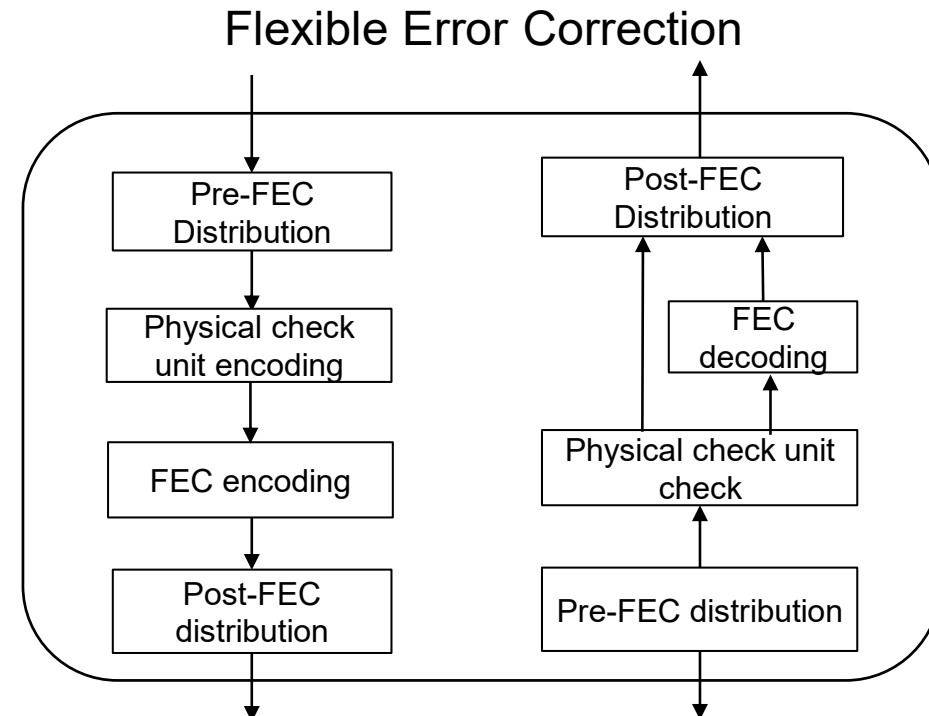 Flexible Error Correction
Pre-FEC
Distribution
Physical check
unit encoding
FEC encoding
Post-FEC
distribution
Post-FEC
Distribution
FEC
decoding
Physical check unit
check
Pre-FEC distribution